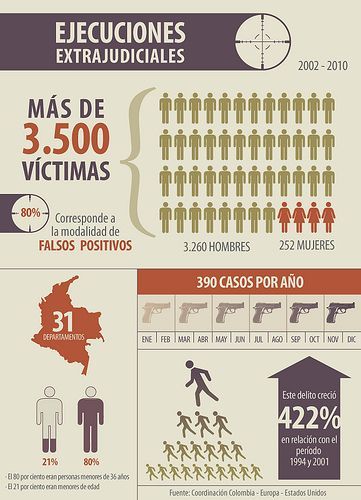 EJECUCIONES
EXTRAJUDICIALES
2002 - 2010
MÁS DE
3.500
VÍCTIMAS
80%
Corresponde a
la modalidad de
FALSOS POSITIVOS
3.260 HOMBRES
252 MUJERES
31
DEPARTAMENTOS
390 CASOS POR AÑO
ENE FEB MAR ABR MAY JUN JUL AGO SEP OCT NOV DIC
21%
80%
- El 80 por ciento eran personas menores de 36 años
- El 21 por ciento eran menores de edad
Este delito creció
422%
en relación con el
período
1994 y 2001
Fuente: Coordinación Colombia - Europa - Estados Unidos